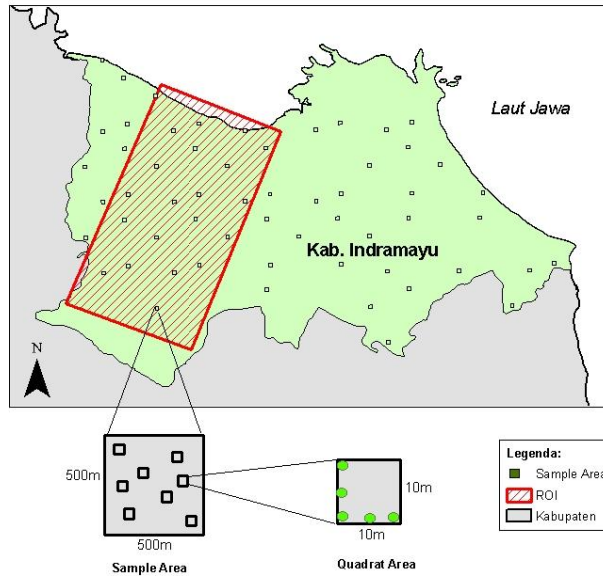 Laut Jawa
Kab. Indramayu
N
500m
500m
Sample Area
10m
10m
Quadrat Area
Legenda:
Sample Area
ROI
Kabupaten